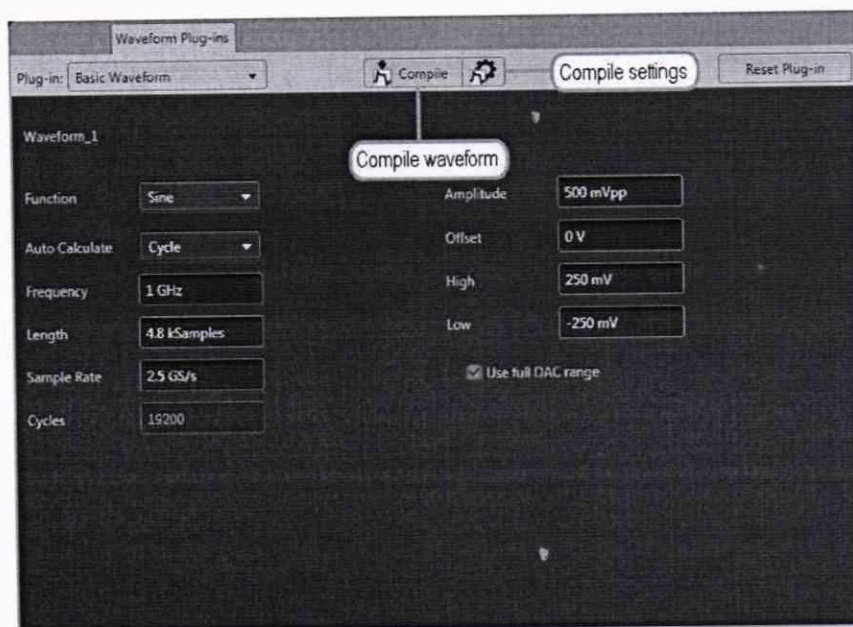 Waveform Plug-ins
Plug-in: Basic Waveform
Compile
Compile settings
Reset Plug-in
Compile waveform
Waveform_1
Function Sine
Auto Calculate Cycle
Frequency 1 GHz
Length 4.8 kSamples
Sample Rate 2.5 GS/s
Cycles 19200
Amplitude 500 mVpp
Offset 0 V
High 250 mV
Low -250 mV
Use full DAC range